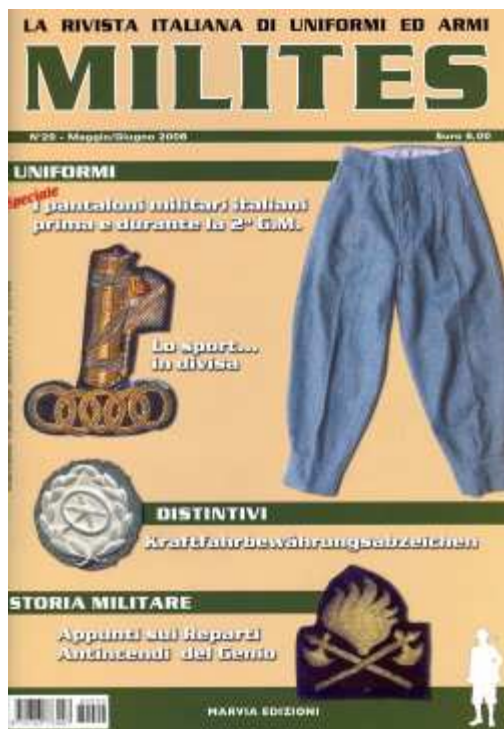 LA RIVISTA ITALIANA DI UNIFORMI ED ARMI
MILITES
Maggio/Giugno 2008
Euro 6,00
UNIFORMI
Speciale
I pantaloni militari italiani
prima e durante la 2ª G.M.
Lo sport...
in divisa
DISTINTIVI
Kraftfahrbewährungsabzeichen
STORIA MILITARE
Appunti sui Reparti
Antincendi del Genio
MARVIA EDIZIONI